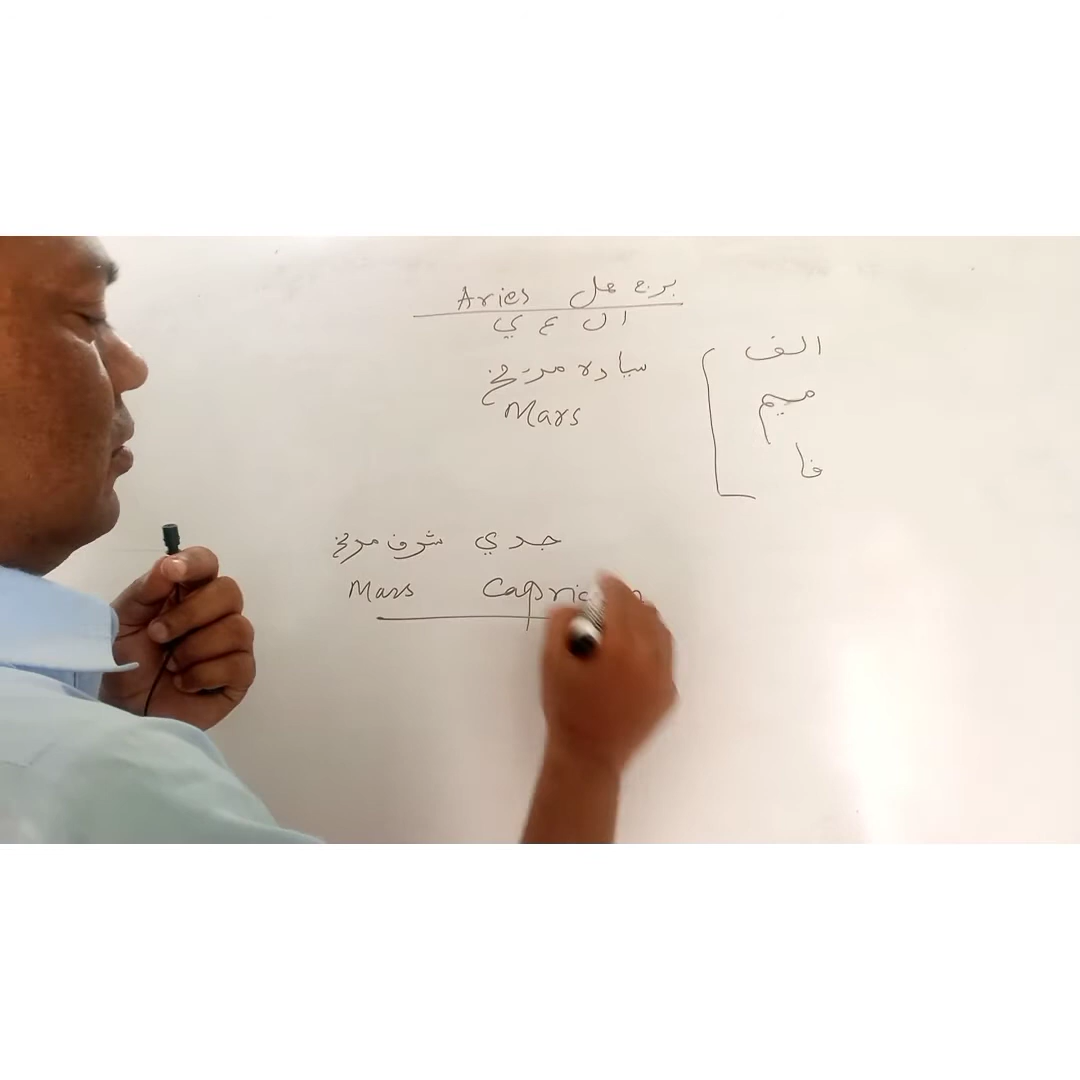 برج حمل Aries
ا ل ع ي
سیارہ مریخ
Mars
الف
میم
فا
جدي شرف مریخ
Mars